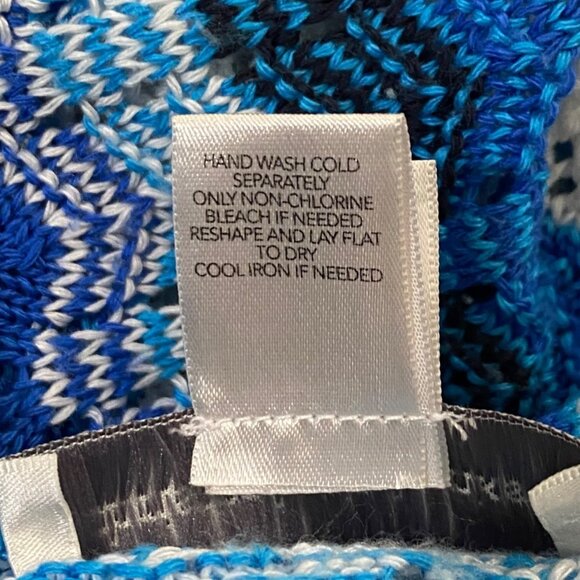 HAND WASH COLD
SEPARATELY
ONLY NON-CHLORINE
BLEACH IF NEEDED
RESHAPE AND LAY FLAT
TO DRY
COOL IRON IF NEEDED